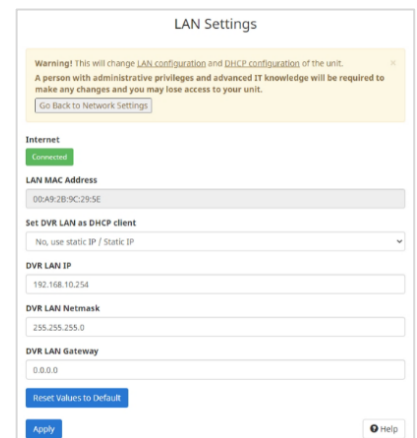 LAN Settings
Warning! This will change LAN configuration and DHCP configuration of the unit. ×
A person with administrative privileges and advanced IT knowledge will be required to
make any changes and you may lose access to your unit.
Go Back to Network Settings
Internet
Connected
LAN MAC Address
00:A9:2B:9C:29:5E
Set DVR LAN as DHCP client
No, use static IP / Static IP
DVR LAN IP
192.168.10.254
DVR LAN Netmask
255.255.255.0
DVR LAN Gateway
0.0.0.0
Reset Values to Default
Apply
Help